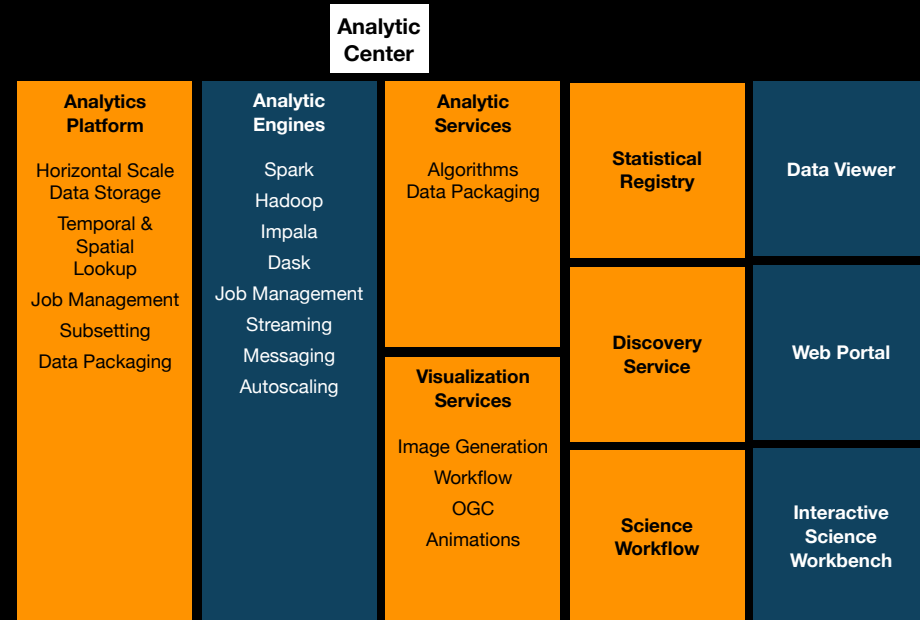 Analytic
Center
Analytics
Platform
Horizontal Scale
Data Storage
Temporal &
Spatial
Lookup
Job Management
Subsetting
Data Packaging
Analytic
Engines
Spark
Hadoop
Impala
Dask
Job Management
Streaming
Messaging
Autoscaling
Analytic
Services
Algorithms
Data Packaging
Visualization
Services
Image Generation
Workflow
OGC
Animations
Statistical
Registry
Discovery
Service
Science
Workflow
Data Viewer
Web Portal
Interactive
Science
Workbench